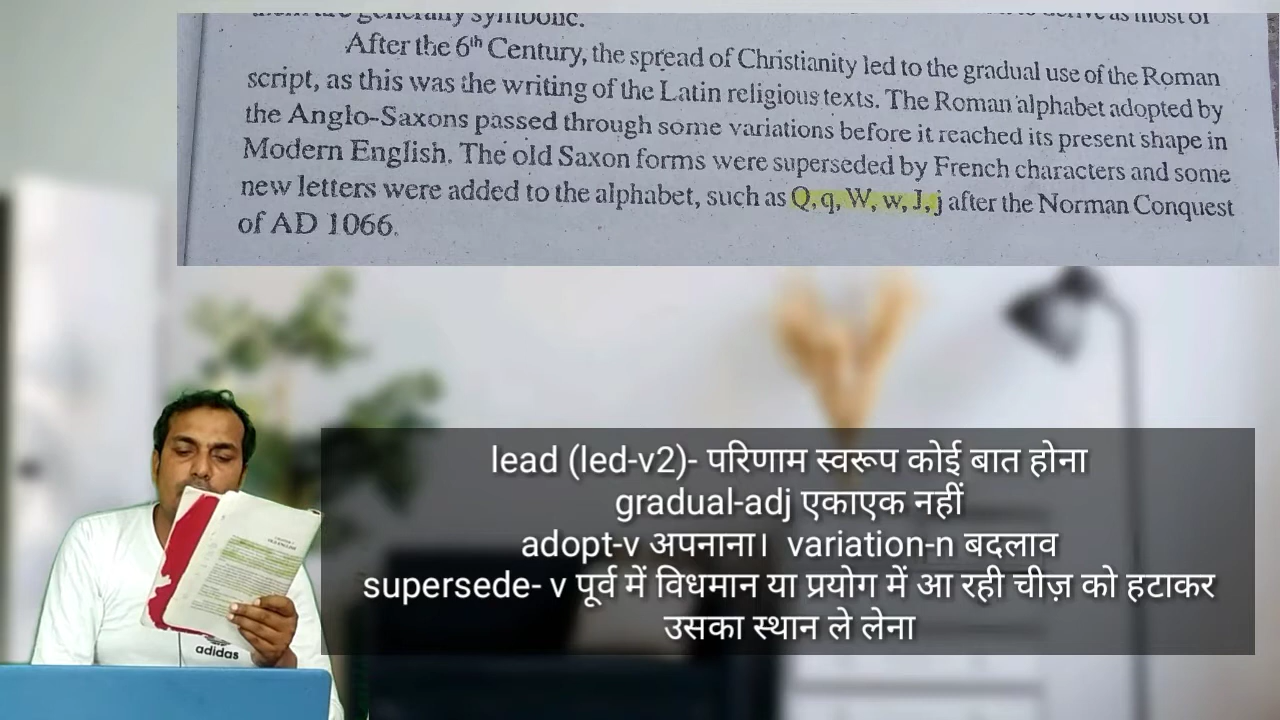 generally symbolic.
as most of
After the 6th Century, the spread of Christianity led to the gradual use of the Roman
script, as this was the writing of the Latin religious texts. The Roman alphabet adopted by
the Anglo-Saxons passed through some variations before it reached its present shape in
Modern English. The old Saxon forms were superseded by French characters and some
new letters were added to the alphabet, such as Q, q, W, w, J, j after the Norman Conquest
of AD 1066.
lead (led-v2)- परिणाम स्वरूप कोई बात होना
gradual-adj एकाएक नहीं
adopt-v अपनाना। variation-n बदलाव
supersede- v पूर्व में विधमान या प्रयोग में आ रही चीज़ को हटाकर
उसका स्थान ले लेना
adidas